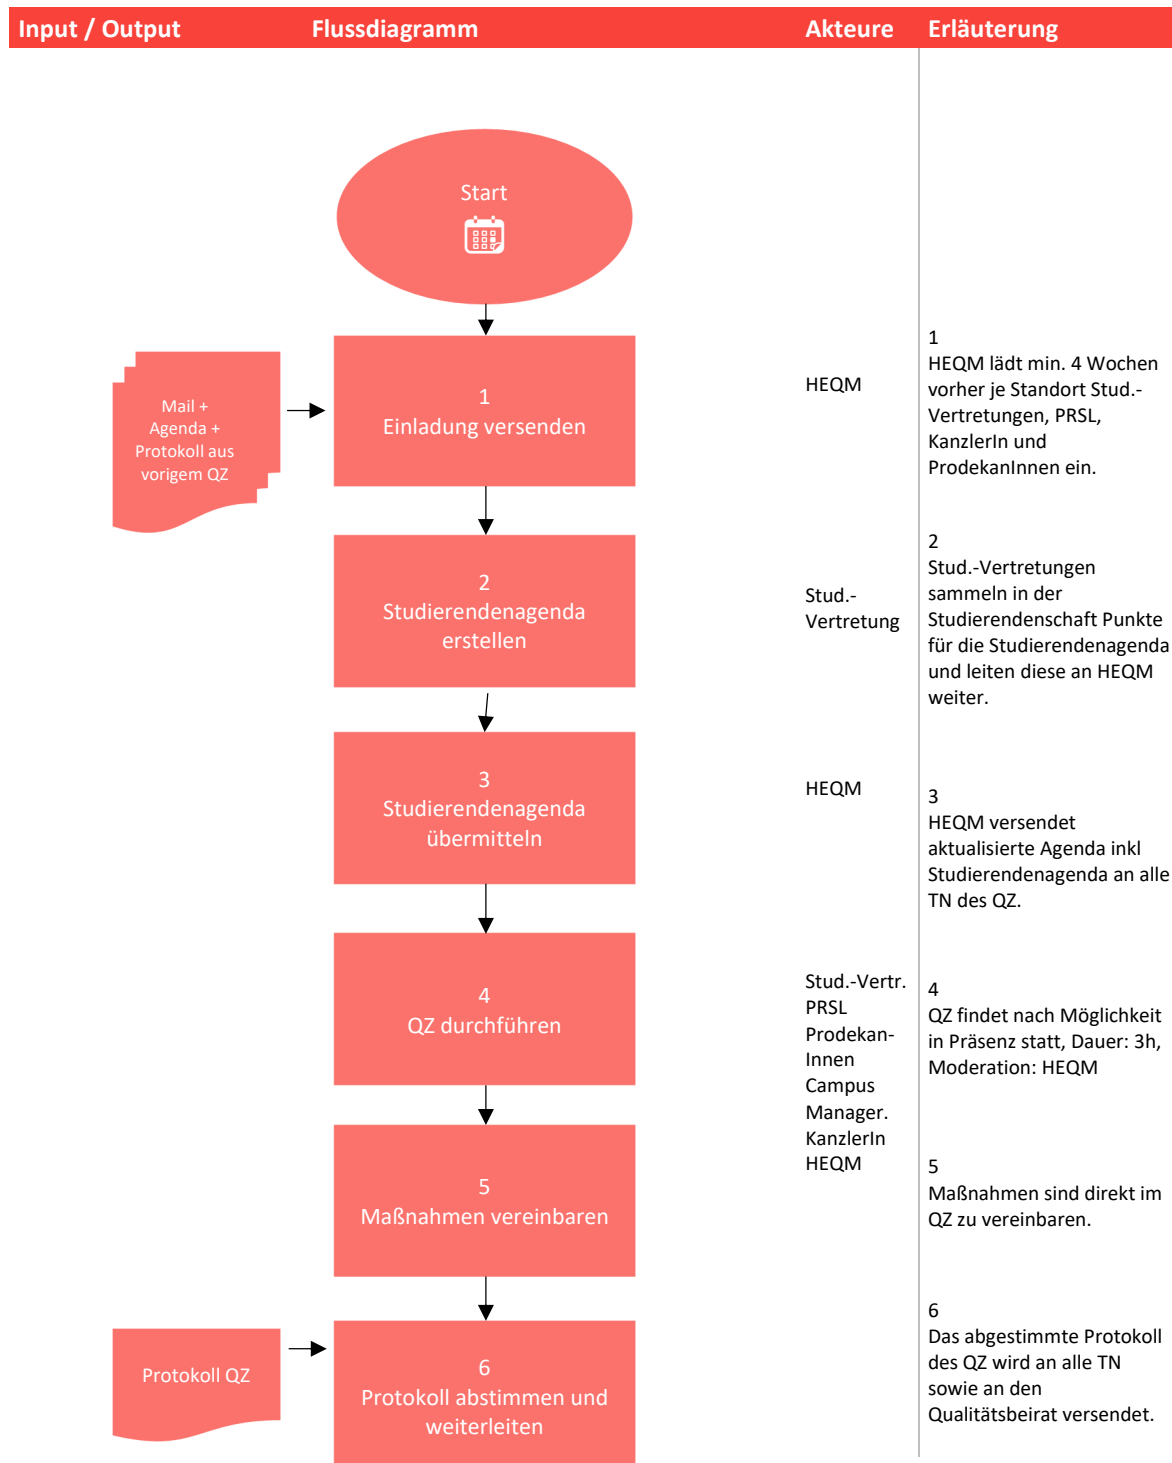 Input / Output Flussdiagramm Akteure Erläuterung
Start
Mail +
Agenda +
Protokoll aus
vorigem QZ
1
Einladung versenden
HEQM
1
HEQM lädt min. 4 Wochen
vorher je Standort Stud.-
Vertretungen, PRSL,
KanzlerIn und
ProdekanInnen ein.
2
Studierendenagenda
erstellen
Stud.-
Vertretung
2
Stud.-Vertretungen
sammeln in der
Studierendenschaft Punkte
für die Studierendenagenda
und leiten diese an HEQM
weiter.
3
Studierendenagenda
übermitteln
HEQM
3
HEQM versendet
aktualisierte Agenda inkl
Studierendenagenda an alle
TN des QZ.
4
QZ durchführen
Stud.-Vertr.
PRSL
Prodekan-
Innen
Campus
Manager.
KanzlerIn
HEQM
4
QZ findet nach Möglichkeit
in Präsenz statt, Dauer: 3h,
Moderation: HEQM
5
Maßnahmen vereinbaren
5
Maßnahmen sind direkt im
QZ zu vereinbaren.
Protokoll QZ
6
Protokoll abstimmen und
weiterleiten
6
Das abgestimmte Protokoll
des QZ wird an alle TN
sowie an den
Qualitätsbeirat versendet.